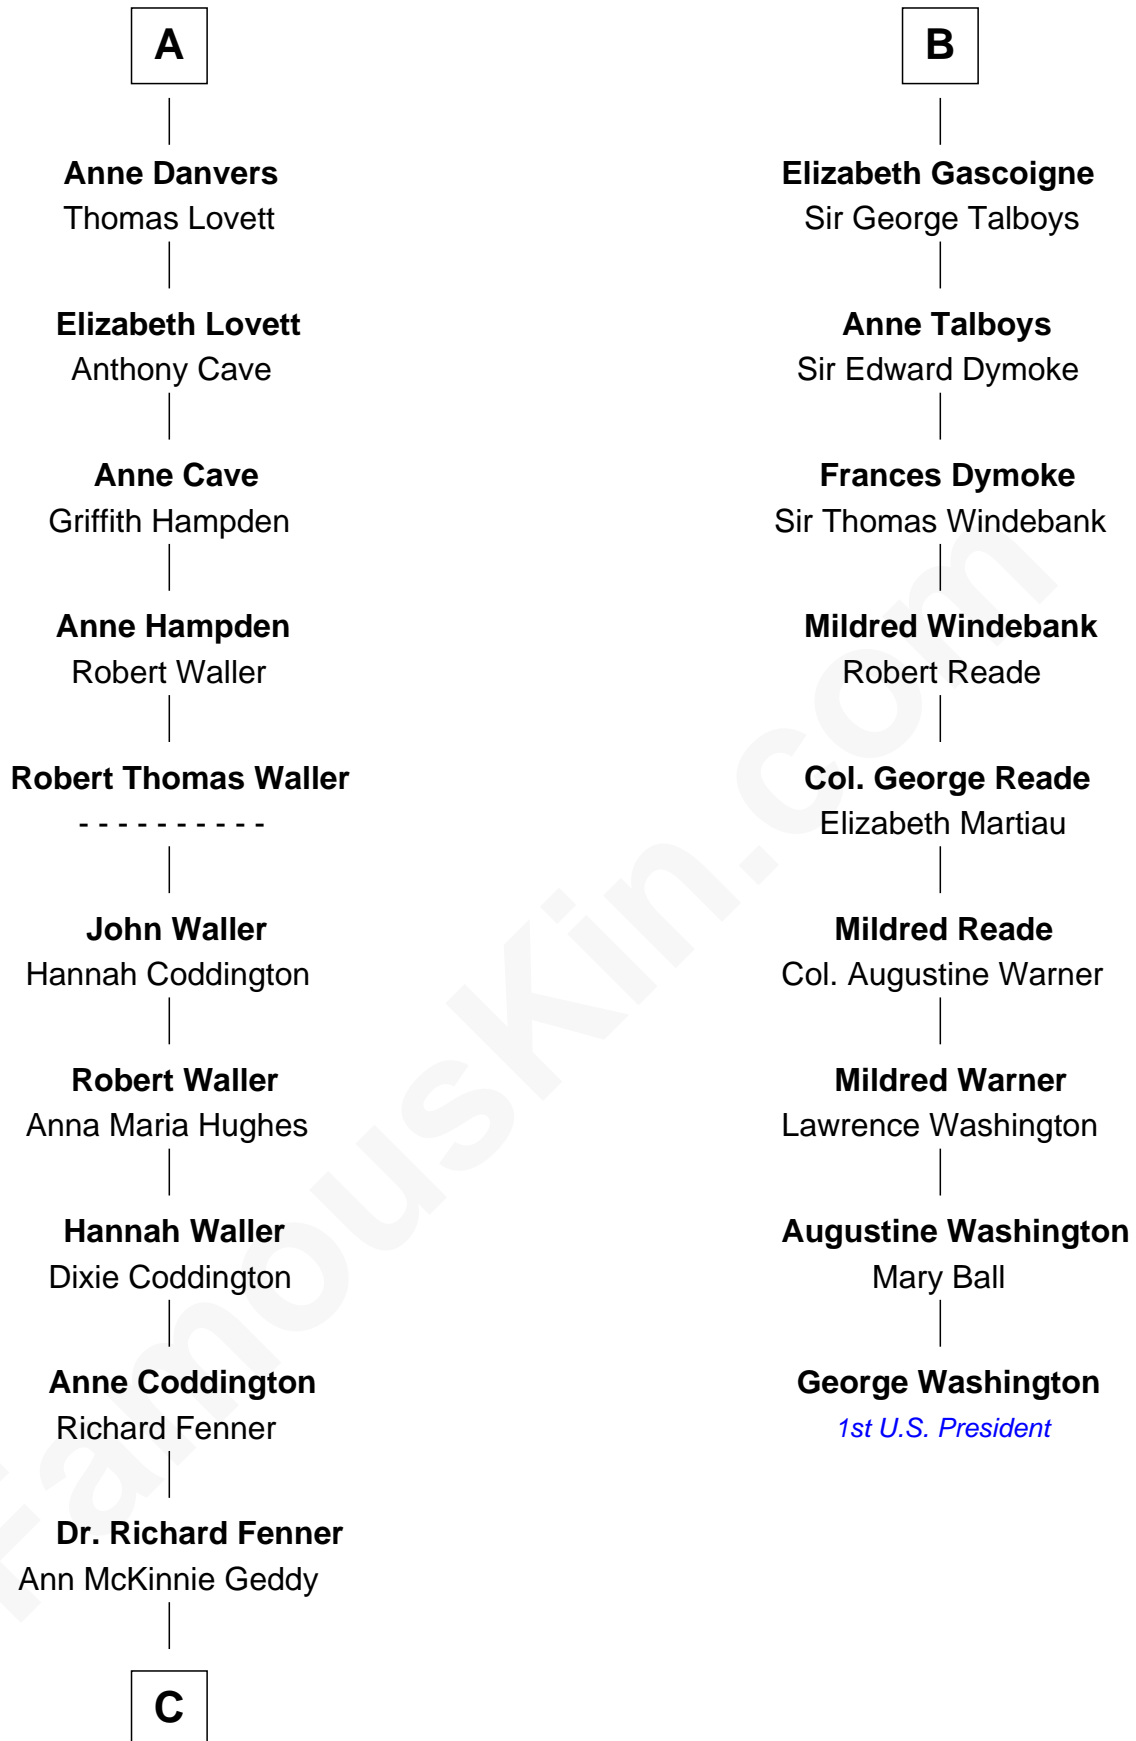 A
Anne Danvers
Thomas Lovett
Elizabeth Lovett
Anthony Cave
Anne Cave
Griffith Hampden
Anne Hampden
Robert Waller
Robert Thomas Waller
- - - - - - - - - -
John Waller
Hannah Coddington
Robert Waller
Anna Maria Hughes
Hannah Waller
Dixie Coddington
Anne Coddington
Richard Fenner
Dr. Richard Fenner
Ann McKinnie Geddy
C
B
Elizabeth Gascoigne
Sir George Talboys
Anne Talboys
Sir Edward Dymoke
Frances Dymoke
Sir Thomas Windebank
Mildred Windebank
Robert Reade
Col. George Reade
Elizabeth Martiau
Mildred Reade
Col. Augustine Warner
Mildred Warner
Lawrence Washington
Augustine Washington
Mary Ball
George Washington
1st U.S. President
FamousKin.com